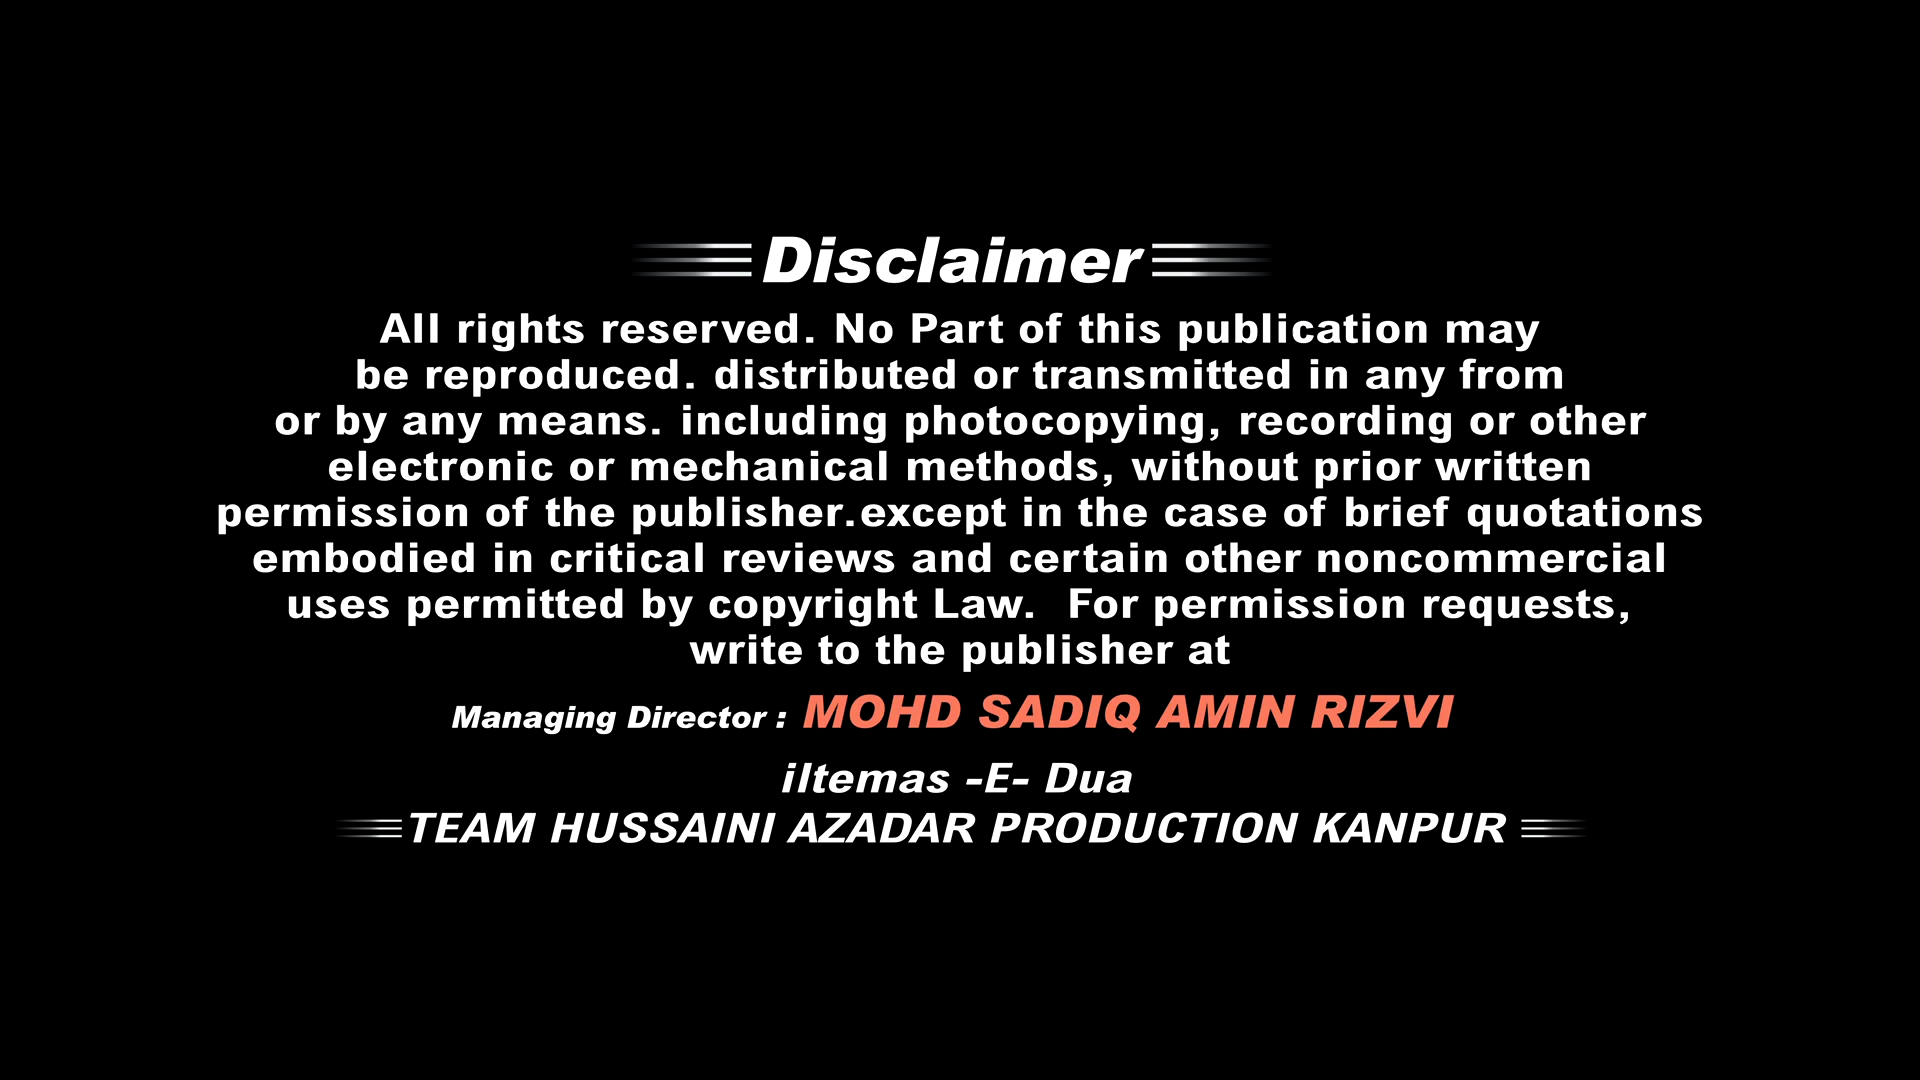 Disclaimer
All rights reserved. No Part of this publication may
be reproduced. distributed or transmitted in any from
or by any means. including photocopying, recording or other
electronic or mechanical methods, without prior written
permission of the publisher.except in the case of brief quotations
embodied in critical reviews and certain other noncommercial
uses permitted by copyright Law.  For permission requests,
write to the publisher at
Managing Director : MOHD SADIQ AMIN RIZVI
iltemas -E- Dua
TEAM HUSSAINI AZADAR PRODUCTION KANPUR